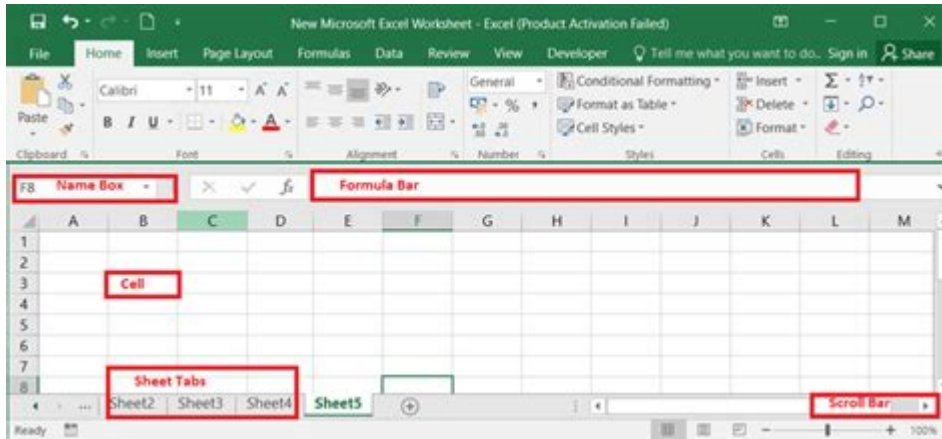 New Microsoft Excel Worksheet - Excel (Product Activation Failed)
File Home Insert Page Layout Formulas Data Review View Developer Tell me what you want to do.. Sign in Share
Paste Calibri 11 A A General Conditional Formatting Insert
B I U A % , Format as Table Delete
Cell Styles Format
Clipboard Font Alignment Number Styles Cells Editing
F8 Name Box fx Formula Bar
A B C D E F G H I J K L M
1
2
3 Cell
4
5
6
7
8 Sheet Tabs
... Sheet2 Sheet3 Sheet4 Sheet5 Scroll Bar
Ready 100%